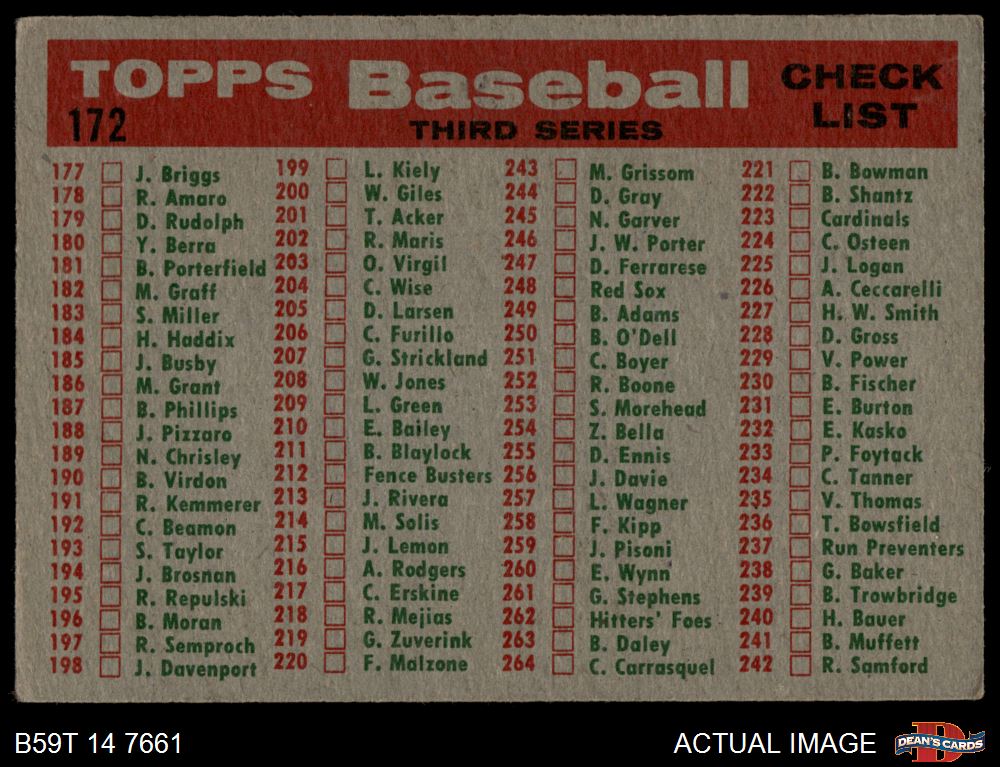 TOPPS Baseball CHECK LIST
172 THIRD SERIES
177 J. Briggs
178 R. Amaro
179 D. Rudolph
180 Y. Berra
181 B. Porterfield
182 M. Graff
183 S. Miller
184 H. Haddix
185 J. Busby
186 M. Grant
187 B. Phillips
188 J. Pizzaro
189 N. Chrisley
190 B. Virdon
191 R. Kemmerer
192 C. Beamon
193 S. Taylor
194 J. Brosnan
195 R. Repulski
196 B. Moran
197 R. Semproch
198 J. Davenport
199 L. Kiely
200 W. Giles
201 T. Acker
202 R. Maris
203 O. Virgil
204 C. Wise
205 D. Larsen
206 C. Furillo
207 G. Strickland
208 W. Jones
209 L. Green
210 E. Bailey
211 B. Blaylock
212 Fence Busters
213 J. Rivera
214 M. Solis
215 J. Lemon
216 A. Rodgers
217 C. Erskine
218 R. Mejias
219 G. Zuverink
220 F. Malzone
243 M. Grissom
244 D. Gray
245 N. Garver
246 J. W. Porter
247 D. Ferrarese
248 Red Sox
249 B. Adams
250 B. O'Dell
251 C. Boyer
252 R. Boone
253 S. Morehead
254 Z. Bella
255 D. Ennis
256 J. Davie
257 L. Wagner
258 F. Kipp
259 J. Pisoni
260 E. Wynn
261 G. Stephens
262 Hitters' Foes
263 B. Daley
264 C. Carrasquel
221 B. Bowman
222 B. Shantz
223 Cardinals
224 C. Osteen
225 J. Logan
226 A. Ceccarelli
227 H. W. Smith
228 D. Gross
229 V. Power
230 B. Fischer
231 E. Burton
232 E. Kasko
233 P. Foytack
234 C. Tanner
235 V. Thomas
236 T. Bowsfield
237 Run Preventers
238 G. Baker
239 B. Trowbridge
240 H. Bauer
241 B. Muffett
242 R. Samford
B59T 14 7661
ACTUAL IMAGE
D
DEAN'S CARDS